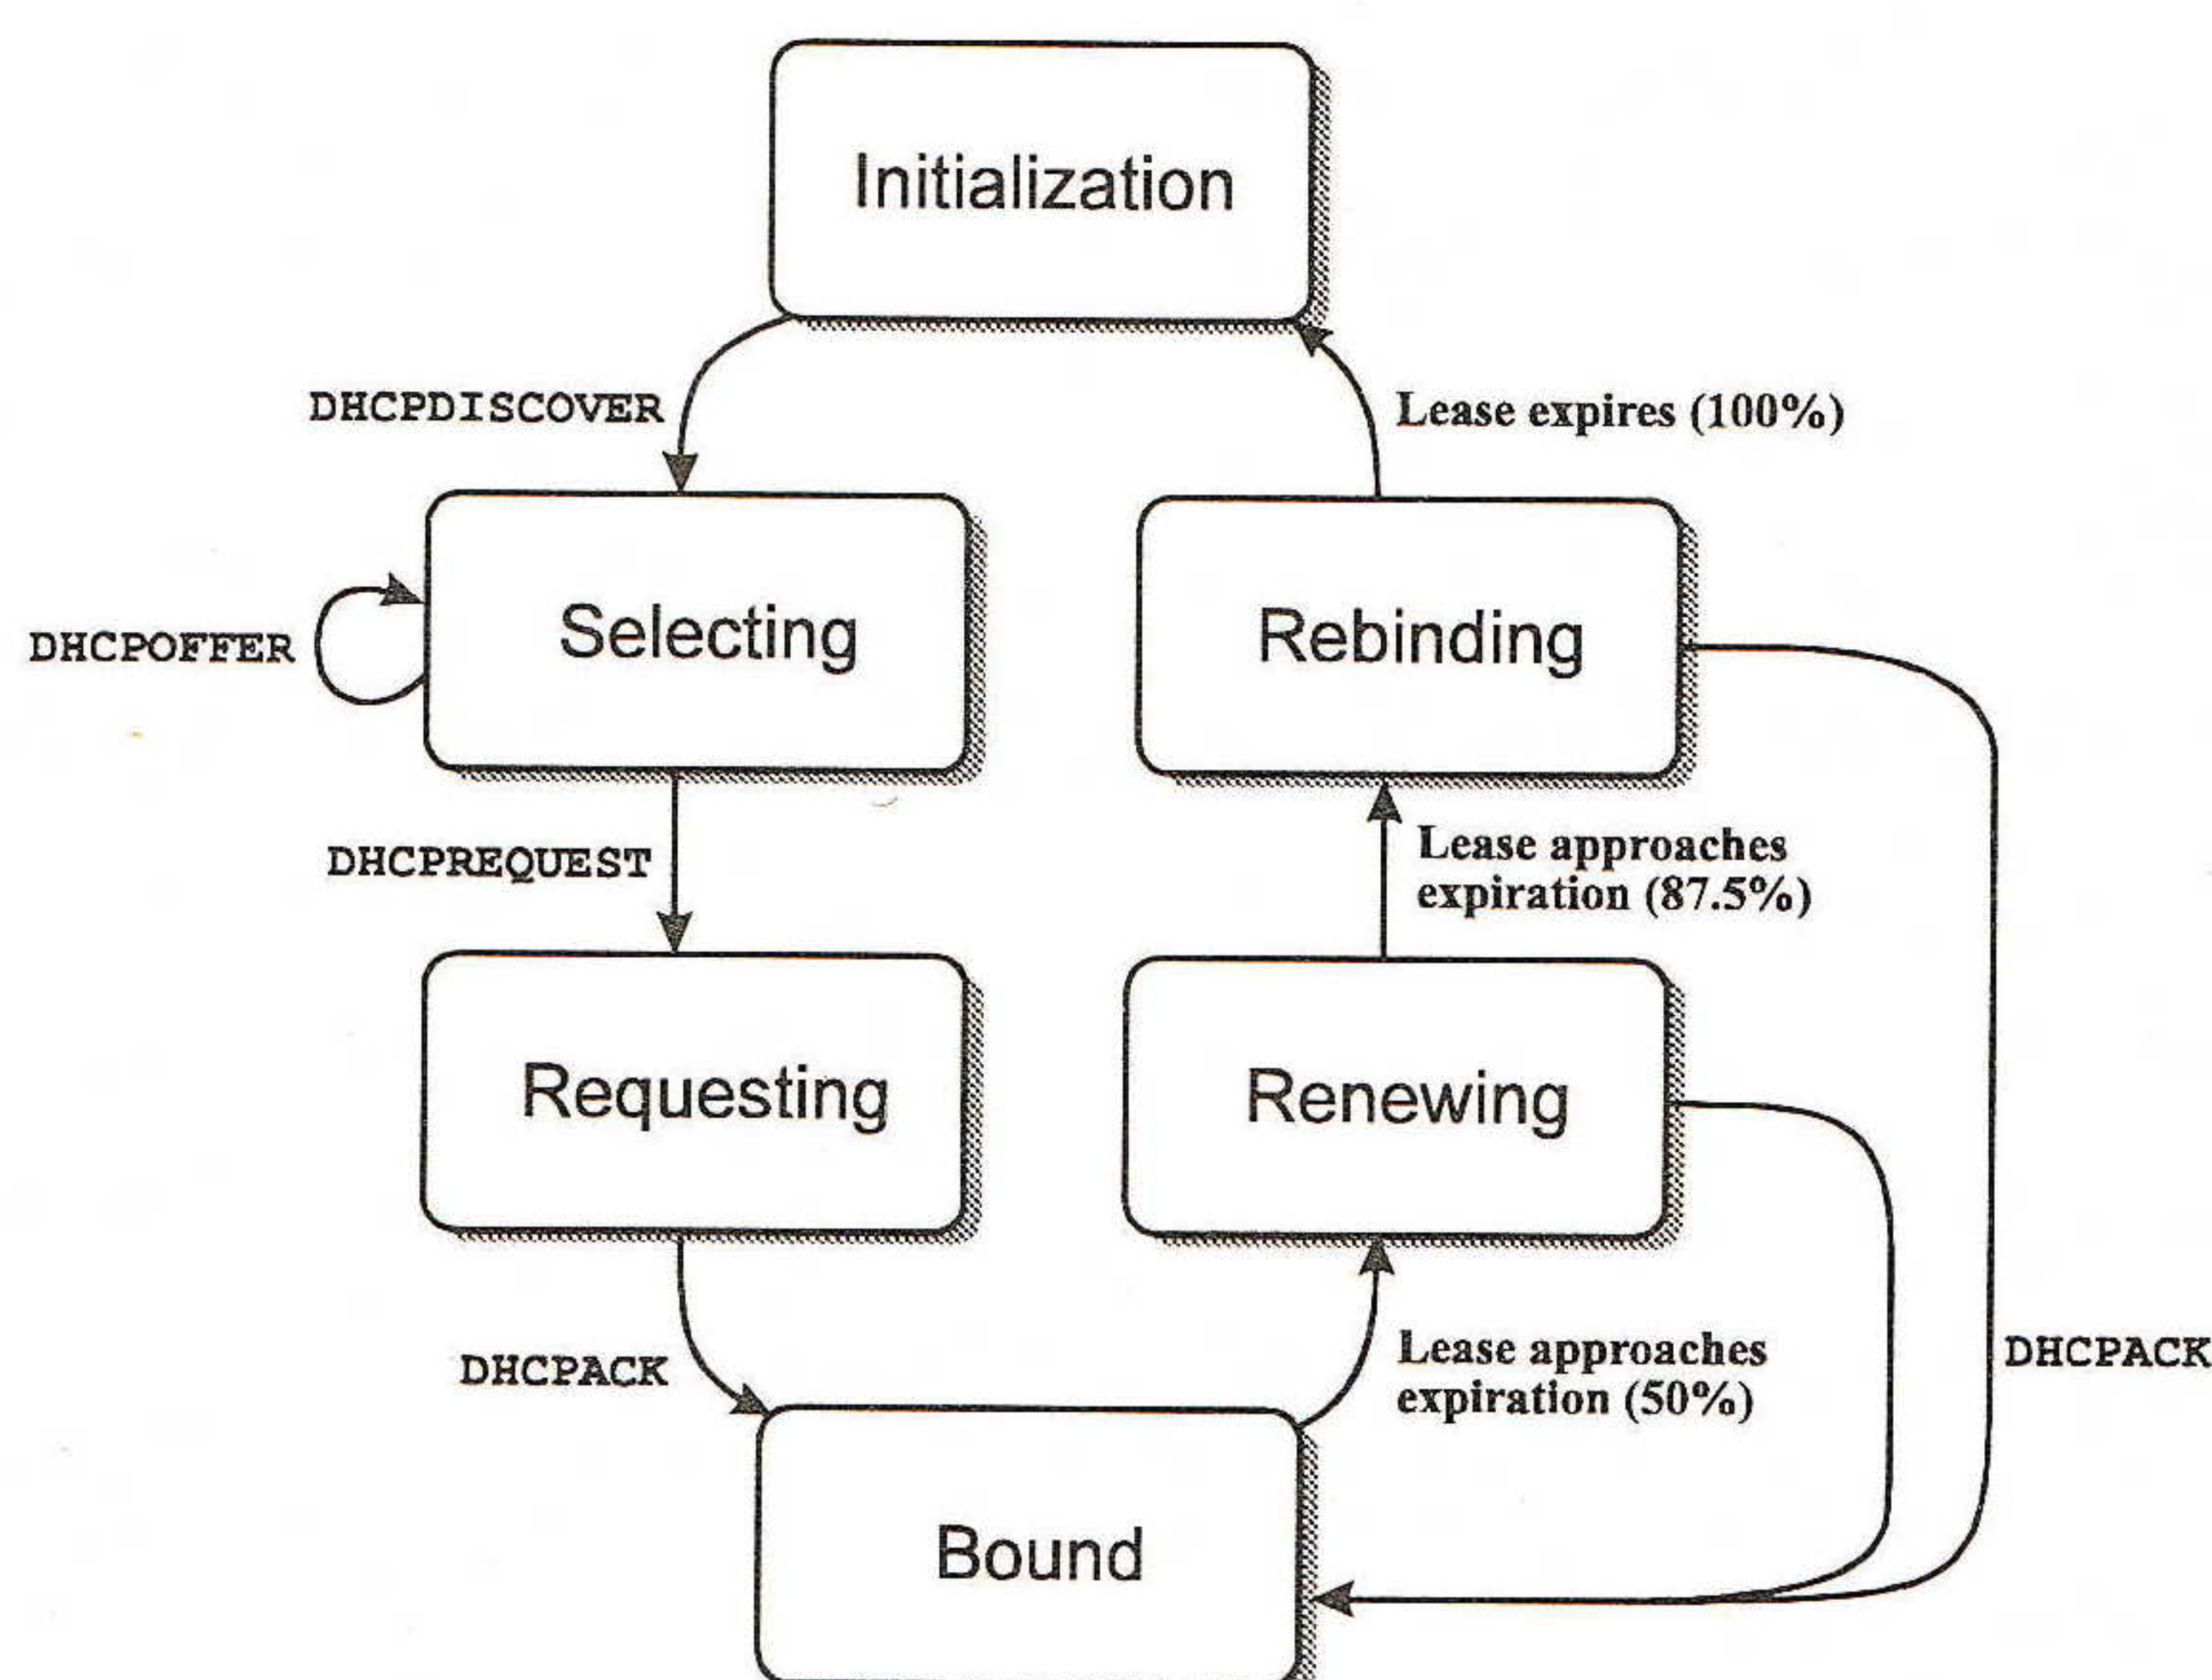 Initialization
DHCPDISCOVER
Lease expires (100%)
Selecting
Rebinding
DHCPOFFER
DHCPREQUEST
Lease approaches
expiration (87.5%)
Requesting
Renewing
DHCPACK
Lease approaches
expiration (50%)
DHCPACK
Bound